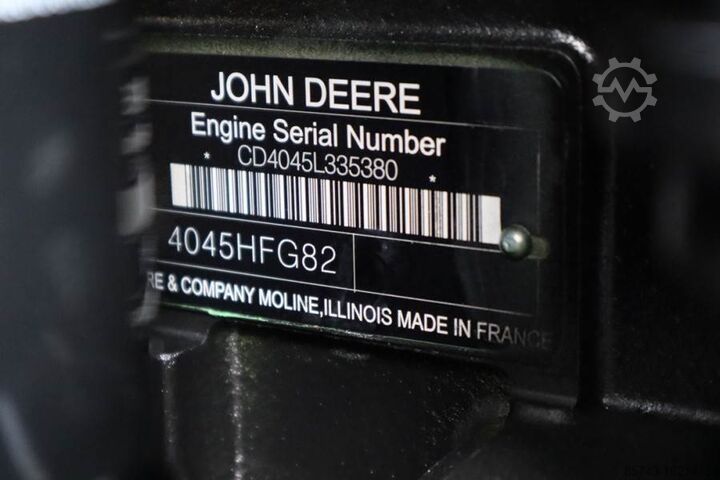 JOHN DEERE
Engine Serial Number
* CD4045L335380 *
4045HFG82
RE & COMPANY MOLINE,ILLINOIS MADE IN FRANCE